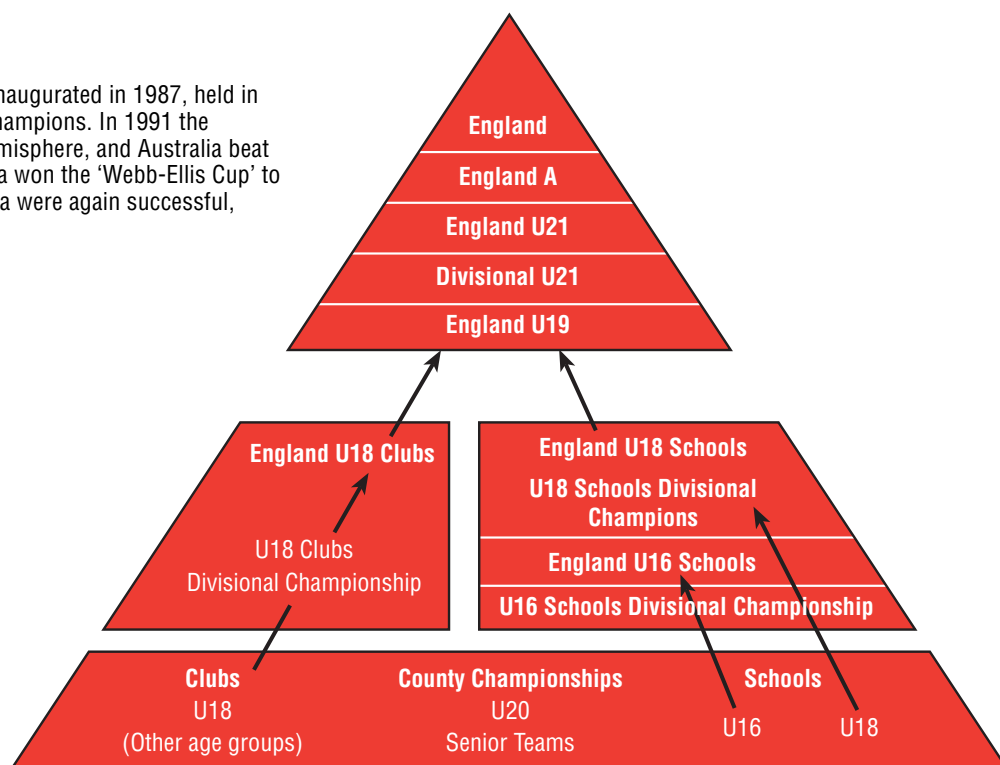 naugurated in 1987, held in
hampions. In 1991 the
misphere, and Australia beat
a won the ‘Webb-Ellis Cup’ to
a were again successful,
England
England A
England U21
Divisional U21
England U19
England U18 Clubs
U18 Clubs
Divisional Championship
England U18 Schools
U18 Schools Divisional
Champions
England U16 Schools
U16 Schools Divisional Championship
Clubs
U18
(Other age groups)
County Championships
U20
Senior Teams
Schools
U16
U18